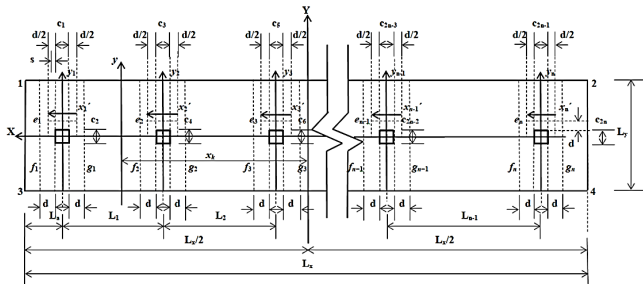 Y
c1 c3 c5 c2n-3 c2n-1
d/2 d/2 d/2 d/2 d/2 d/2 d/2 d/2 d/2 d/2
s y1 y y2 y3 yn-1 yn
1 2
e1 x1´ e2 x2´ e3 x3´ en-1 xn-1´ en xn´
c2 c4 c6 c2n-2 c2n Ly
X
xk d
f1 g1 f2 g2 f3 g3 fn-1 gn-1 fn gn
3 4
d d d d d d d d d d
La L1 L2 Ln-1
Lx/2 Lx/2
Lx